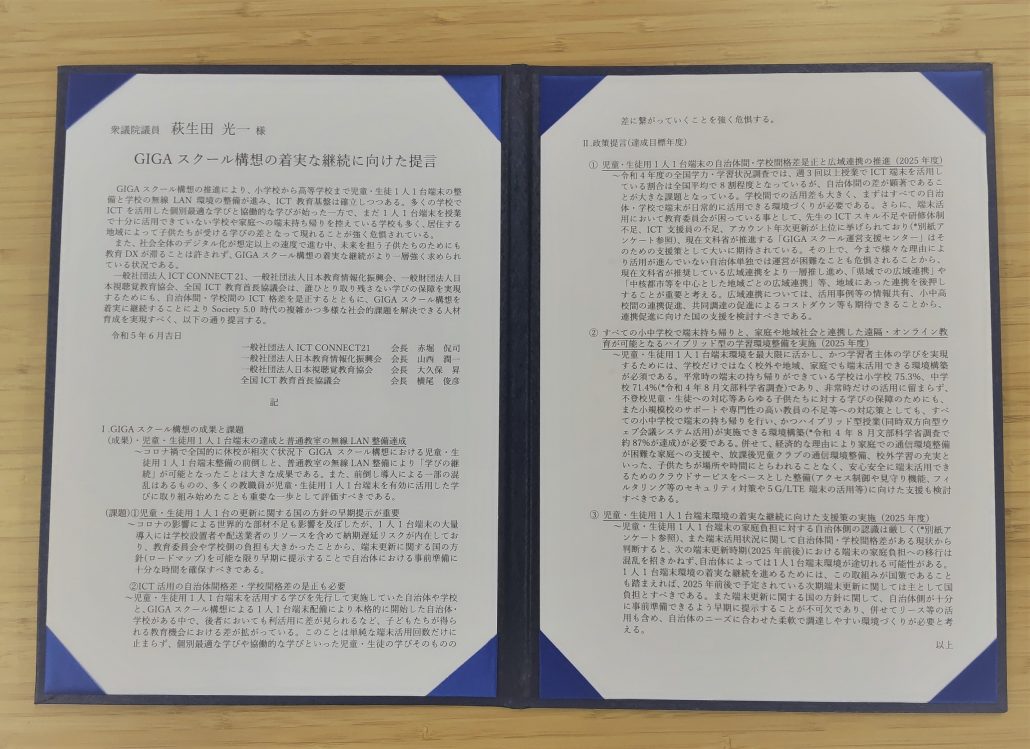 衆議院議員　萩生田 光一 様
GIGA スクール構想の着実な継続に向けた提言
GIGA スクール構想の推進により、小学校から高等学校まで児童・生徒1人1台端末の整
備と学校の無線 LAN 環境の整備が進み、ICT 教育基盤は確立しつつある。多くの学校で
ICT を活用した個別最適な学びと協働的な学びが始った一方で、まだ1人1台端末を授業
で十分に活用できていない学校や家庭への端末持ち帰りを控えている学校も多く、居住する
地域によって子供たちが受ける学びの差となって現れることが強く危惧されている。
また、社会全体のデジタル化が想定以上の速度で進む中、未来を担う子供たちのためにも
教育 DX が滞ることは許されず、GIGA スクール構想の着実な継続がより一層強く求められ
ている状況である。
一般社団法人 ICT CONNECT 21、一般社団法人日本教育情報化振興会、一般社団法人日
本視聴覚教育協会、全国 ICT 教育首長協議会は、誰ひとり取り残さない学びの保障を実現
するためにも、自治体間・学校間の ICT 格差を是正するとともに、GIGA スクール構想を
着実に継続することにより Society 5.0 時代の複雑かつ多様な社会的課題を解決できる人材
育成を実現すべく、以下の通り提言する。
令和5年6月吉日
一般社団法人 ICT CONNECT21　会長　赤堀　侃司
一般社団法人日本教育情報化振興会　会長　山西　潤一
一般社団法人日本視聴覚教育協会　会長　大久保　昇
全国 ICT 教育首長協議会　会長　横尾　俊彦
記
Ⅰ.GIGA スクール構想の成果と課題
(成果)・児童・生徒用1人1台端末の達成と普通教室の無線 LAN 整備達成
～コロナ禍で全国的に休校が相次ぐ状況下 GIGA スクール構想における児童・生
徒用1人1台端末整備の前倒しと、普通教室の無線 LAN 整備により「学びの継
続」が可能となったことは大きな成果である。また、前倒し導入による一部の混
乱はあるものの、多くの教職員が児童・生徒用1人1台端末を有効に活用した学
びに取り組み始めたことも重要な一歩として評価すべきである。
(課題)①児童・生徒用1人1台の更新に関する国の方針の早期提示が重要
～コロナの影響による世界的な部材不足も影響を及ぼしたが、1人1台端末の大量
導入には学校設置者や配送業者のリソースを含めて納期遅延リスクが内在してお
り、教育委員会や学校側の負担も大きかったことから、端末更新に関する国の方
針(ロードマップ)を可能な限り早期に提示することで自治体における事前準備に
十分な時間を確保すべきである。
②ICT 活用の自治体間格差・学校間格差の是正も必要
～児童・生徒用1人1台端末を活用する学びを先行して実施していた自治体や学校
と、GIGA スクール構想による1人1台端末配備により本格的に開始した自治体・
学校がある中で、後者においても利活用に差が見られるなど、子どもたちが得ら
れる教育機会における差が拡がっている。このことは単純な端末活用回数だけに
止まらず、個別最適な学びや協働的な学びといった児童・生徒の学びそのものの
差に繋がっていくことを強く危惧する。
Ⅱ.政策提言(達成目標年度)
① 児童・生徒用1人1台端末の自治体間・学校間格差是正と広域連携の推進（2025 年度）
～令和4年度の全国学力・学習状況調査では、週3回以上授業で ICT 端末を活用し
ている割合は全国平均で8割程度となっているが、自治体間の差が顕著であるこ
とが大きな課題となっている。学校間での活用差も大きく、まずはすべての自治
体・学校で端末が日常的に活用できる環境づくりが必要である。さらに、端末活
用において教育委員会が困っている事として、先生の ICT スキル不足や研修体制
不足、ICT 支援員の不足、アカウント年次更新が上位に挙げられており(*別紙ア
ンケート参照)、現在文科省が推進する「GIGA スクール運営支援センター」はそ
のための支援策として大いに期待されている。その上で、今まで様々な理由によ
り活用が進んでいない自治体単独では運営が困難なことも危惧されることから、
現在文科省が推奨している広域連携をより一層推し進め、「県域での広域連携」や
「中核都市等を中心とした地域ごとの広域連携」等、地域にあった連携を後押し
することが重要と考える。広域連携については、活用事例等の情報共有、小中高
校間の連携促進、共同調達の促進によるコストダウン等も期待できることから、
連携促進に向けた国の支援を検討すべきである。
② すべての小中学校で端末持ち帰りと、家庭や地域社会と連携した遠隔・オンライン教
育が可能となるハイブリッド型の学習環境整備を実施（2025 年度）
～児童・生徒用1人1台端末環境を最大限に活かし、かつ学習者主体の学びを実現
するためには、学校だけではなく校外や地域、家庭でも端末活用できる環境構築
が必須である。平常時の端末の持ち帰りができている学校は小学校 75.3%、中学
校 71.4%(*令和4年8月文部科学省調査)であり、非常時だけの活用に留まらず、
不登校児童・生徒への対応等あらゆる子供たちに対する学びの保障のためにも、
また小規模校のサポートや専門性の高い教員の不足等への対応策としても、すべ
ての小中学校で端末の持ち帰りを行い、かつハイブリッド型授業(同時双方向型ウ
ェブ会議システム活用)が実施できる環境構築(*令和4年8月文部科学省調査で
約 87%が達成)が必要である。併せて、経済的な理由により家庭での通信環境整備
が困難な家庭への支援や、放課後児童クラブの通信環境整備、校外学習の充実と
いった、子供たちが場所や時間にとらわれることなく、安心安全に端末活用でき
るためのクラウドサービスをベースとした整備(アクセス制御や見守り機能、フィ
ルタリング等のセキュリティ対策や5G/LTE 端末の活用等)に向けた支援も検討
すべきである。
③ 児童・生徒用1人1台端末環境の着実な継続に向けた支援策の実施（2025 年度）
～児童・生徒用1人1台端末の家庭負担に対する自治体側の認識は厳しく(*別紙ア
ンケート参照)、また端末活用状況に関して自治体間・学校間格差がある現状から
判断すると、次の端末更新時期(2025 年前後)における端末の家庭負担への移行は
混乱を招きかねず、自治体によっては1人1台端末環境が途切れる可能性がある。
1人1台端末環境の着実な継続を進めるためには、この取組みが国策であること
も踏まえれば、2025 年前後で予定されている次期端末更新に関しては主として国
負担とすべきである。また端末更新に関する国の方針に関して、自治体側が十分
に事前準備できるよう早期に提示することが不可欠であり、併せてリース等の活
用も含め、自治体のニーズに合わせた柔軟で調達しやすい環境づくりが必要と考
える。
以上